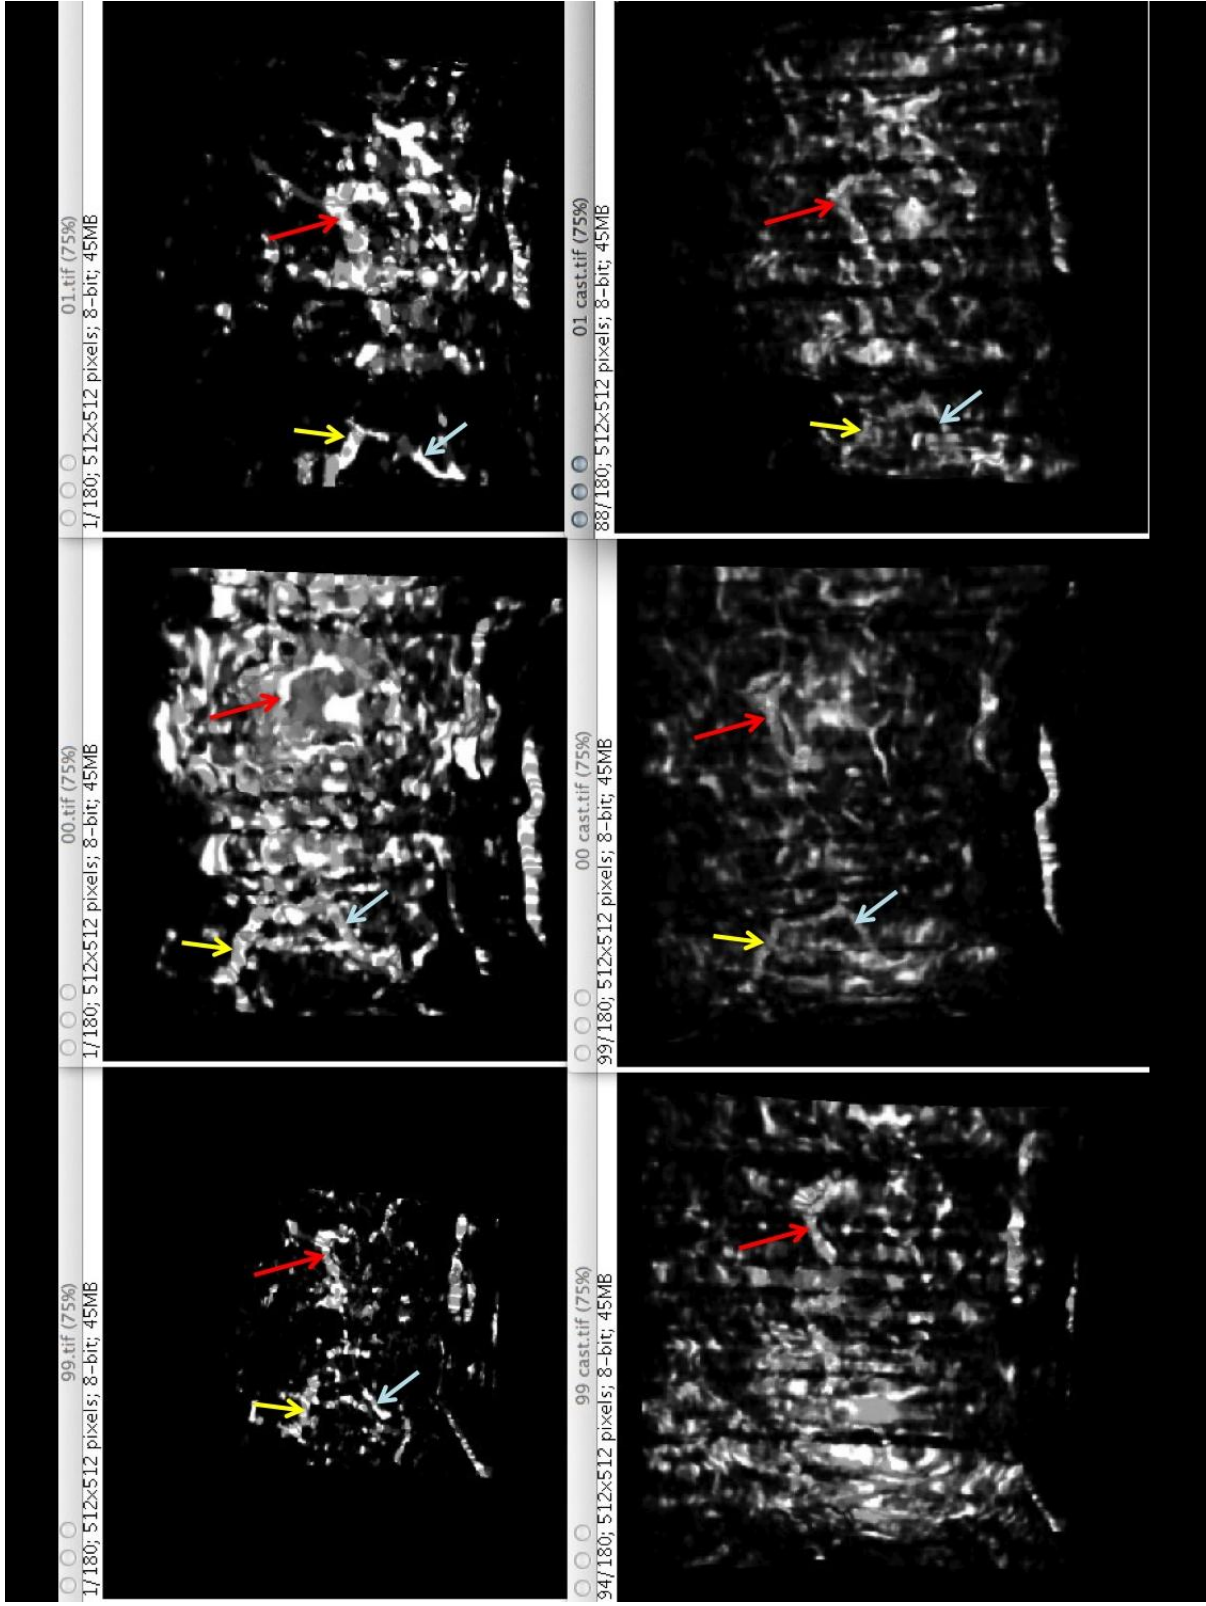 99.tif (75%)
1/180; 512x512 pixels; 8-bit; 45MB
00.tif (75%)
1/180; 512x512 pixels; 8-bit; 45MB
01.tif (75%)
1/180; 512x512 pixels; 8-bit; 45MB
99 cast.tif (75%)
94/180; 512x512 pixels; 8-bit; 45MB
00 cast.tif (75%)
99/180; 512x512 pixels; 8-bit; 45MB
01 cast.tif (75%)
88/180; 512x512 pixels; 8-bit; 45MB